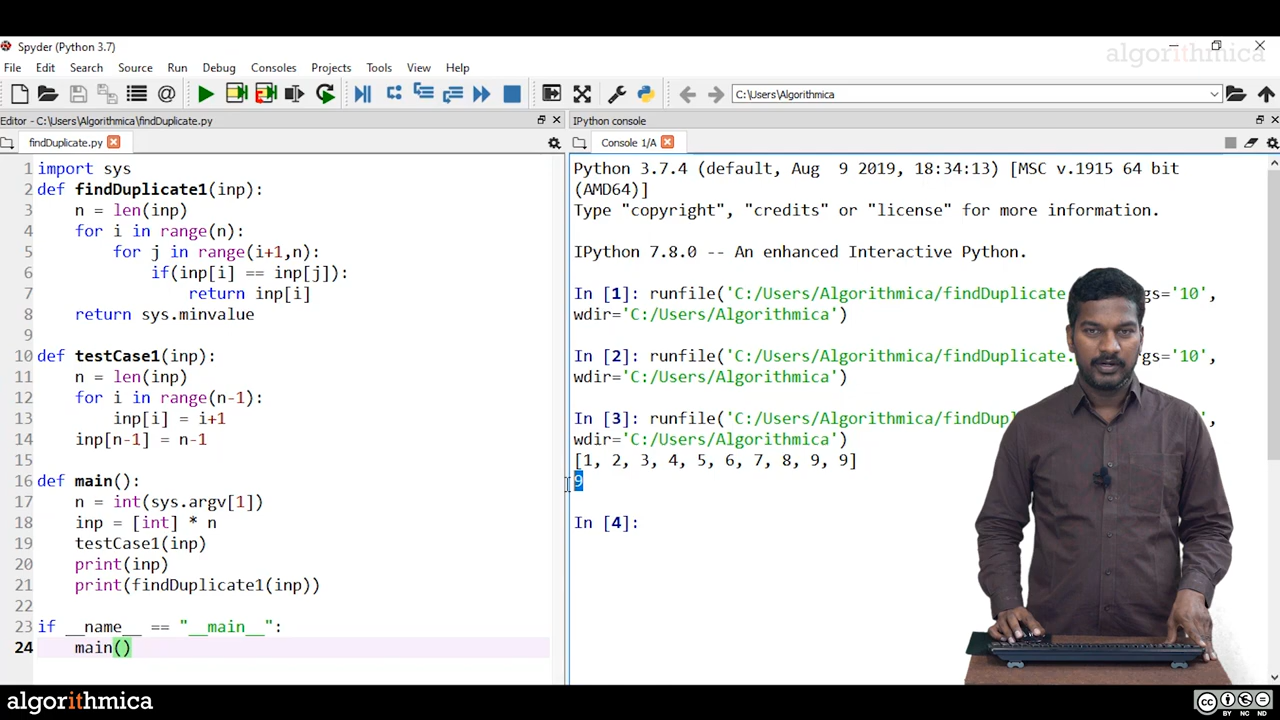 algorithmica
Spyder (Python 3.7)
File Edit Search Source Run Debug Consoles Projects Tools View Help
C:\Users\Algorithmica
Editor - C:\Users\Algorithmica\findDuplicate.py
findDuplicate.py
1 import sys
2 def findDuplicate1(inp):
3 n = len(inp)
4 for i in range(n):
5 for j in range(i+1,n):
6 if(inp[i] == inp[j]):
7 return inp[i]
8 return sys.minvalue
9
10 def testCase1(inp):
11 n = len(inp)
12 for i in range(n-1):
13 inp[i] = i+1
14 inp[n-1] = n-1
15
16 def main():
17 n = int(sys.argv[1])
18 inp = [int] * n
19 testCase1(inp)
20 print(inp)
21 print(findDuplicate1(inp))
22
23 if __name__ == "__main__":
24 main()
IPython console
Console 1/A
Python 3.7.4 (default, Aug 9 2019, 18:34:13) [MSC v.1915 64 bit
(AMD64)]
Type "copyright", "credits" or "license" for more information.
IPython 7.8.0 -- An enhanced Interactive Python.
In [1]: runfile('C:/Users/Algorithmica/findDuplicate. gs='10',
wdir='C:/Users/Algorithmica')
In [2]: runfile('C:/Users/Algorithmica/findDuplicate. gs='10',
wdir='C:/Users/Algorithmica')
In [3]: runfile('C:/Users/Algorithmica/findDup ',
wdir='C:/Users/Algorithmica')
[1, 2, 3, 4, 5, 6, 7, 8, 9, 9]
9
In [4]:
algorithmica
CC BY NC ND